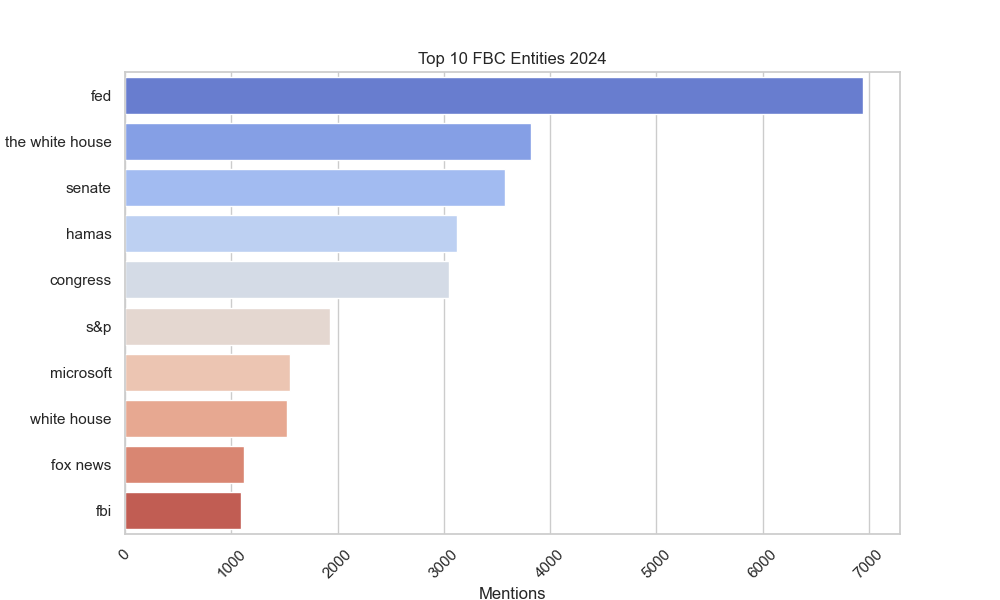 Top 10 FBC Entities 2024
fed
the white house
senate
hamas
congress
s&p
microsoft
white house
fox news
fbi
0 1000 2000 3000 4000 5000 6000 7000
Mentions